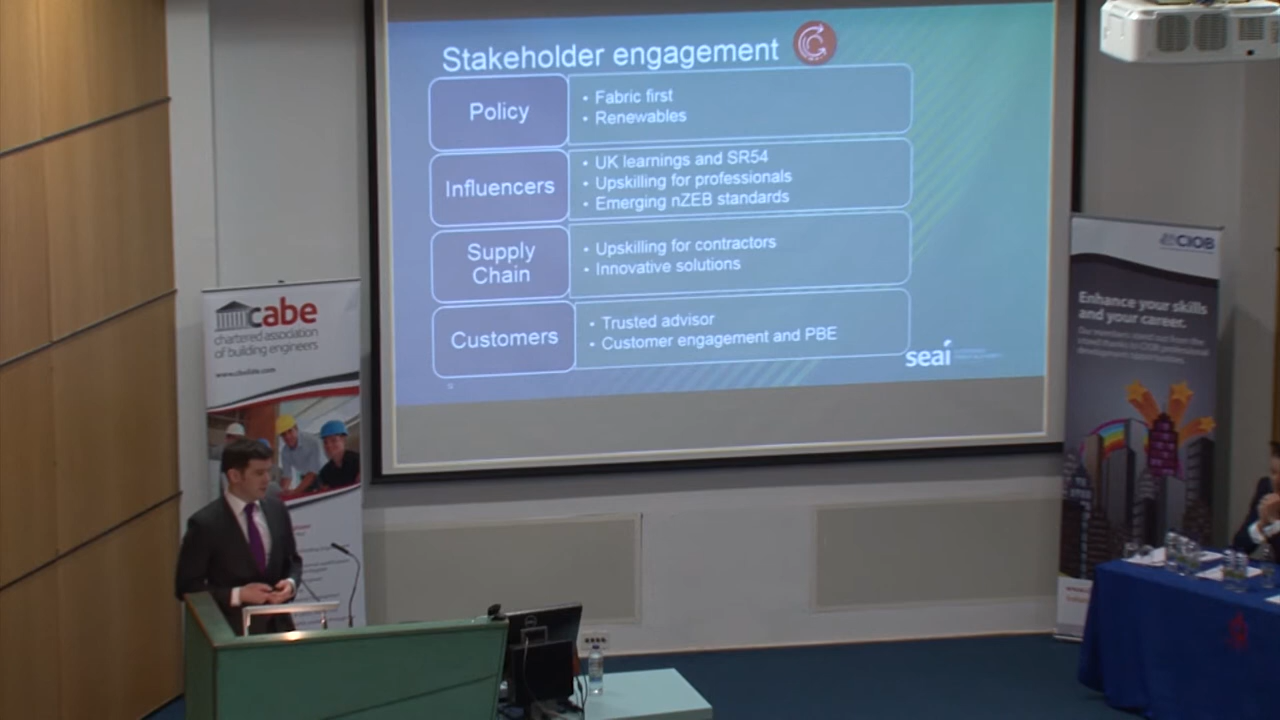 Stakeholder engagement
Policy
• Fabric first
• Renewables
Influencers
• UK learnings and SR54
• Upskilling for professionals
• Emerging nZEB standards
Supply
Chain
• Upskilling for contractors
• Innovative solutions
Customers
• Trusted advisor
• Customer engagement and PBE
seai
cabe
chartered association
of building engineers
CIOB
Enhance your skills
and your career.